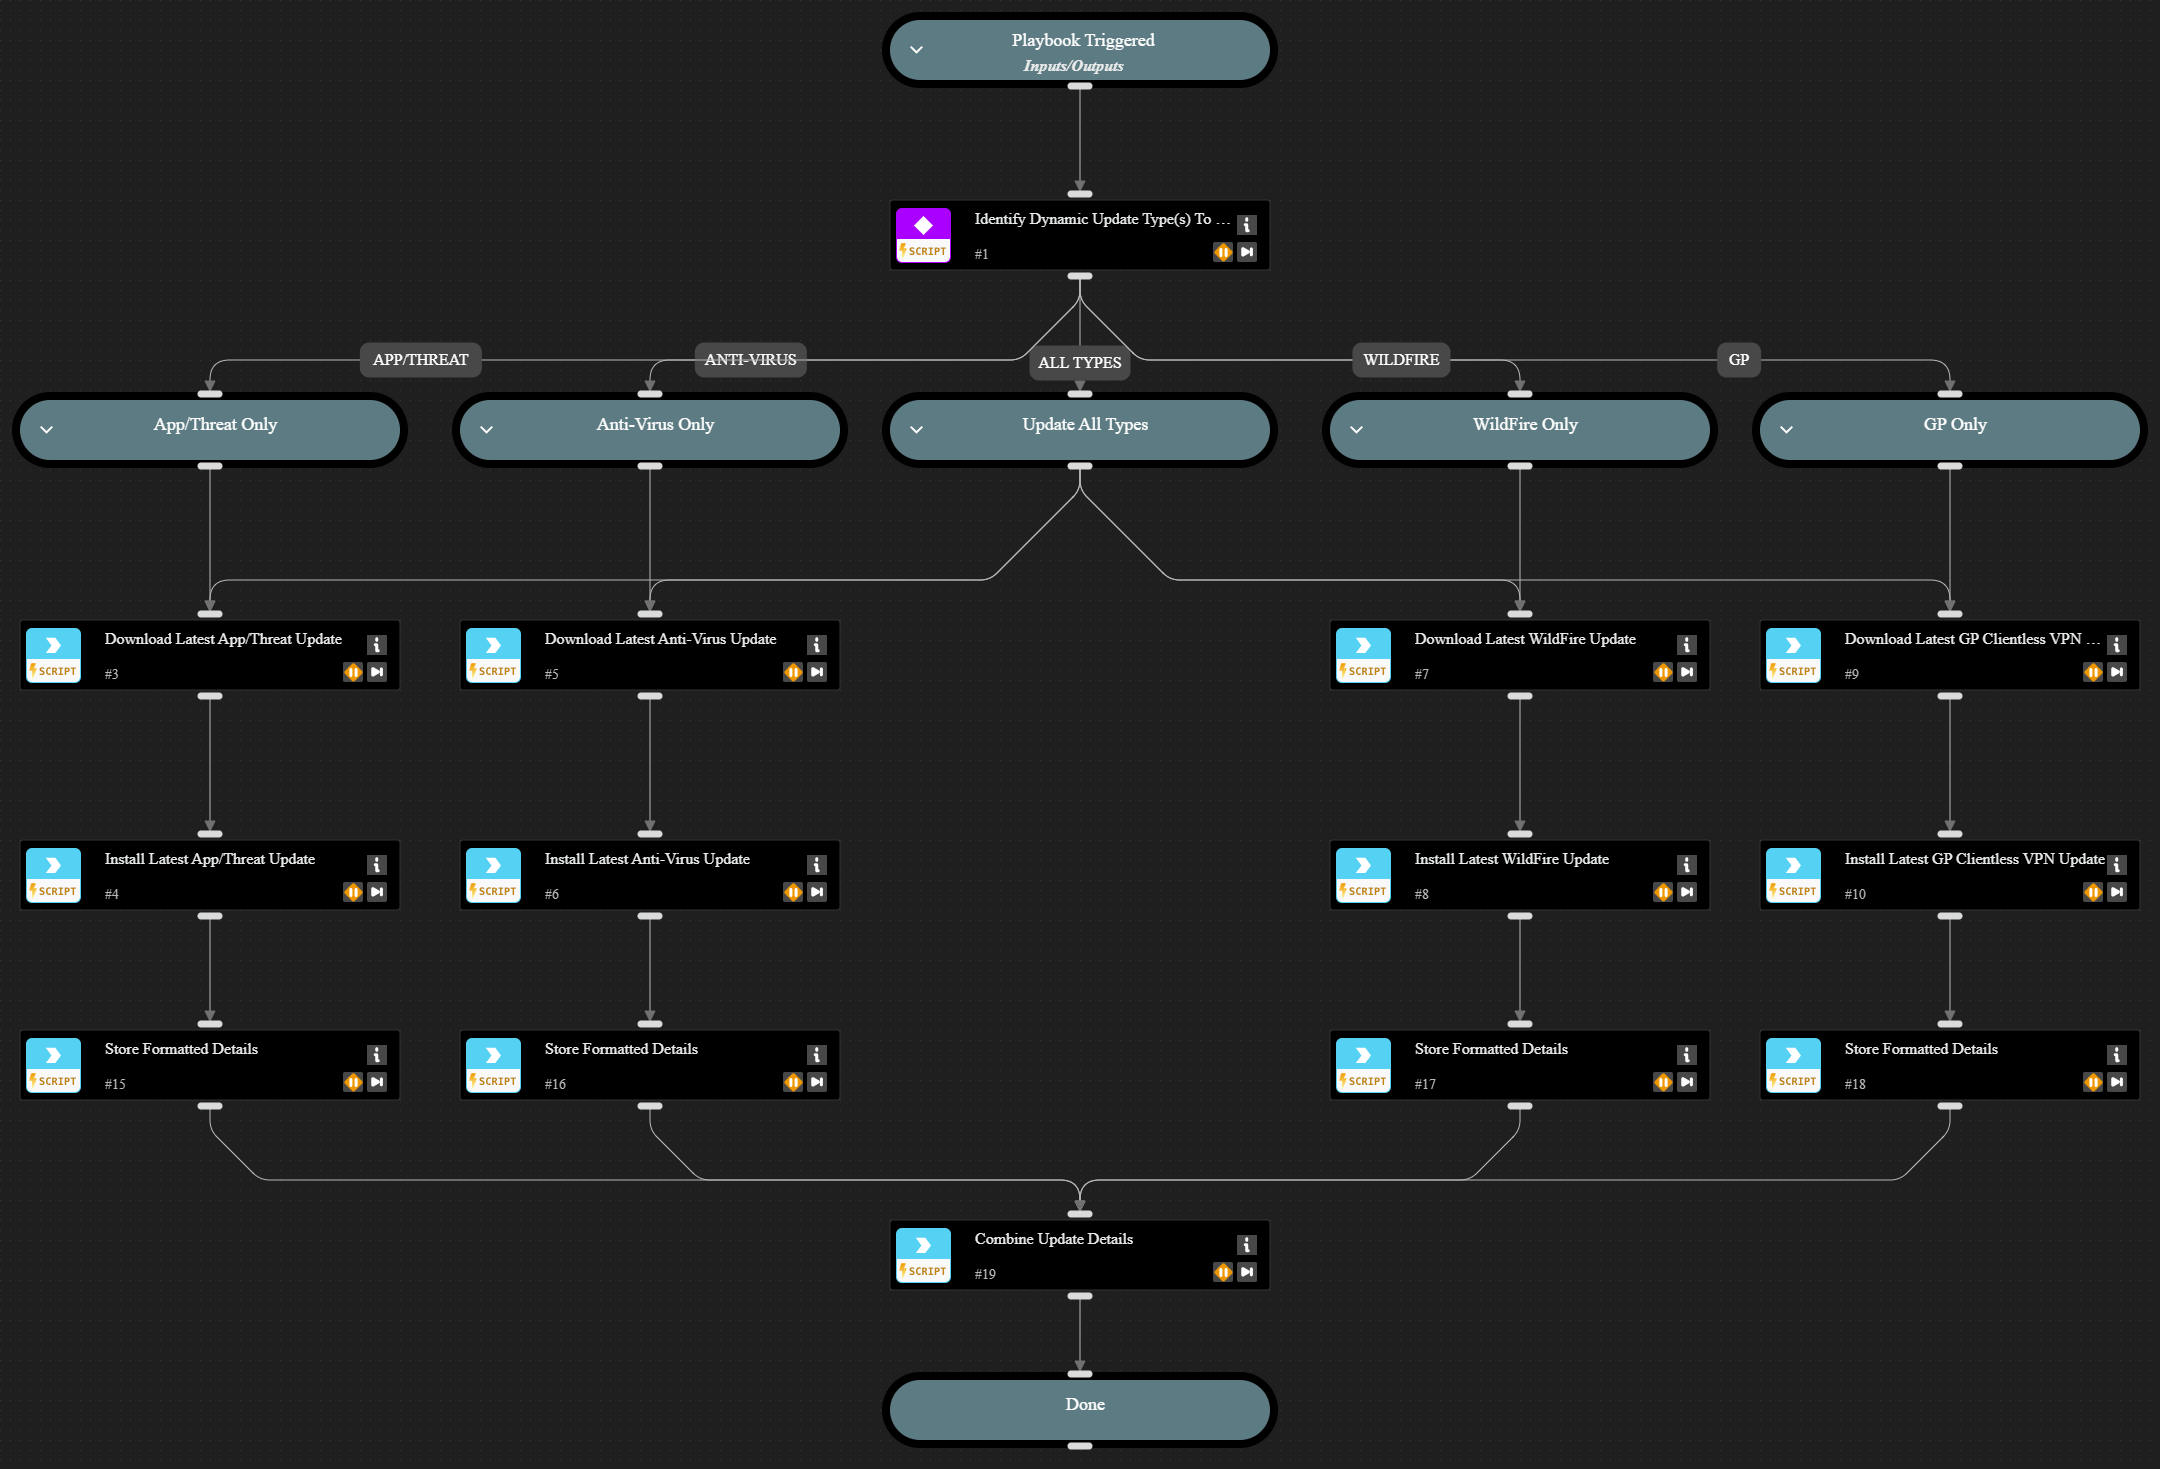 Playbook Triggered
Inputs/Outputs
Identify Dynamic Update Type(s) To ...
SCRIPT
#1
APP/THREAT
ANTI-VIRUS
ALL TYPES
WILDFIRE
GP
App/Threat Only
Anti-Virus Only
Update All Types
WildFire Only
GP Only
Download Latest App/Threat Update
SCRIPT
#3
Download Latest Anti-Virus Update
SCRIPT
#5
Download Latest WildFire Update
SCRIPT
#7
Download Latest GP Clientless VPN ...
SCRIPT
#9
Install Latest App/Threat Update
SCRIPT
#4
Install Latest Anti-Virus Update
SCRIPT
#6
Install Latest WildFire Update
SCRIPT
#8
Install Latest GP Clientless VPN Update
SCRIPT
#10
Store Formatted Details
SCRIPT
#15
Store Formatted Details
SCRIPT
#16
Store Formatted Details
SCRIPT
#17
Store Formatted Details
SCRIPT
#18
Combine Update Details
SCRIPT
#19
Done